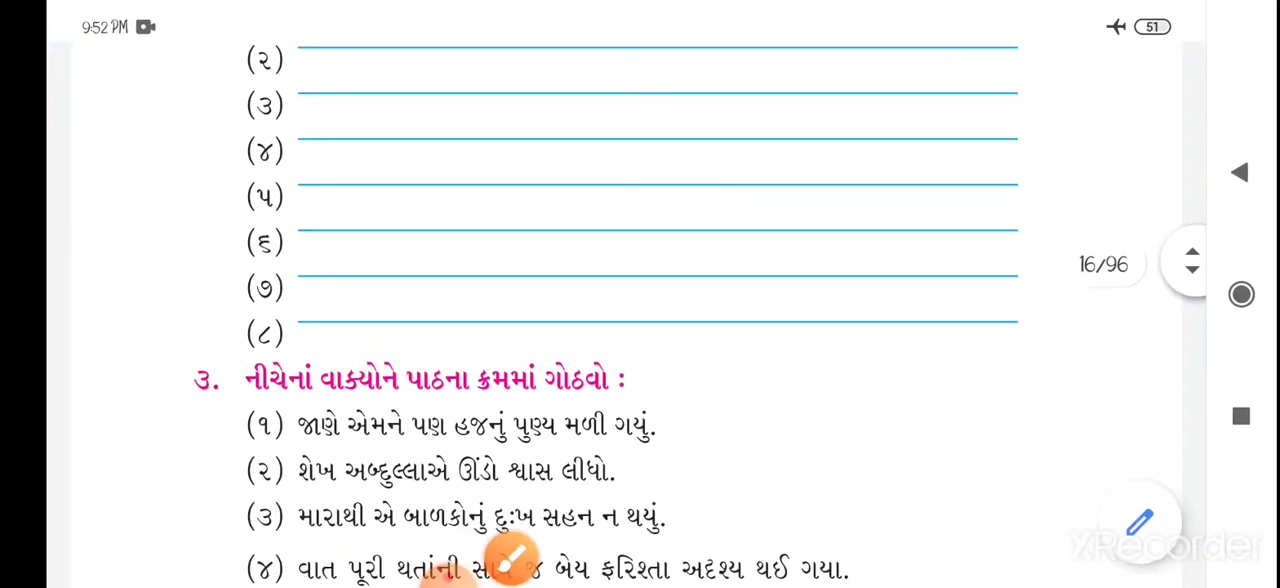 9:52 PM
51
(૨)
(૩)
(૪)
(૫)
(૬)
(૭)
(૮)
16/96
૩. નીચેનાં વાક્યોને પાઠના ક્રમમાં ગોઠવો :
(૧) જાણે એમને પણ હજનું પુણ્ય મળી ગયું.
(૨) શેખ અબ્દુલ્લાએ ઊંડો શ્વાસ લીધો.
(૩) મારાથી એ બાળકોનું દુઃખ સહન ન થયું.
(૪) વાત પૂરી થતાંની સાથે જ બેય ફરિશ્તા અદૃશ્ય થઈ ગયા.
XRecorder